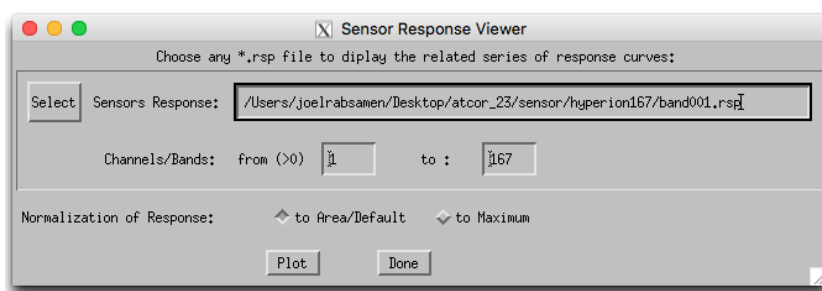 Sensor Response Viewer
Choose any *.rsp file to diplay the related series of response curves:
Select Sensors Response: /Users/joelrabsamen/Desktop/atcor_23/sensor/hyperion167/band001.rsp
Channels/Bands: from (>0) 1 to : 167
Normalization of Response: to Area/Default to Maximum
Plot Done